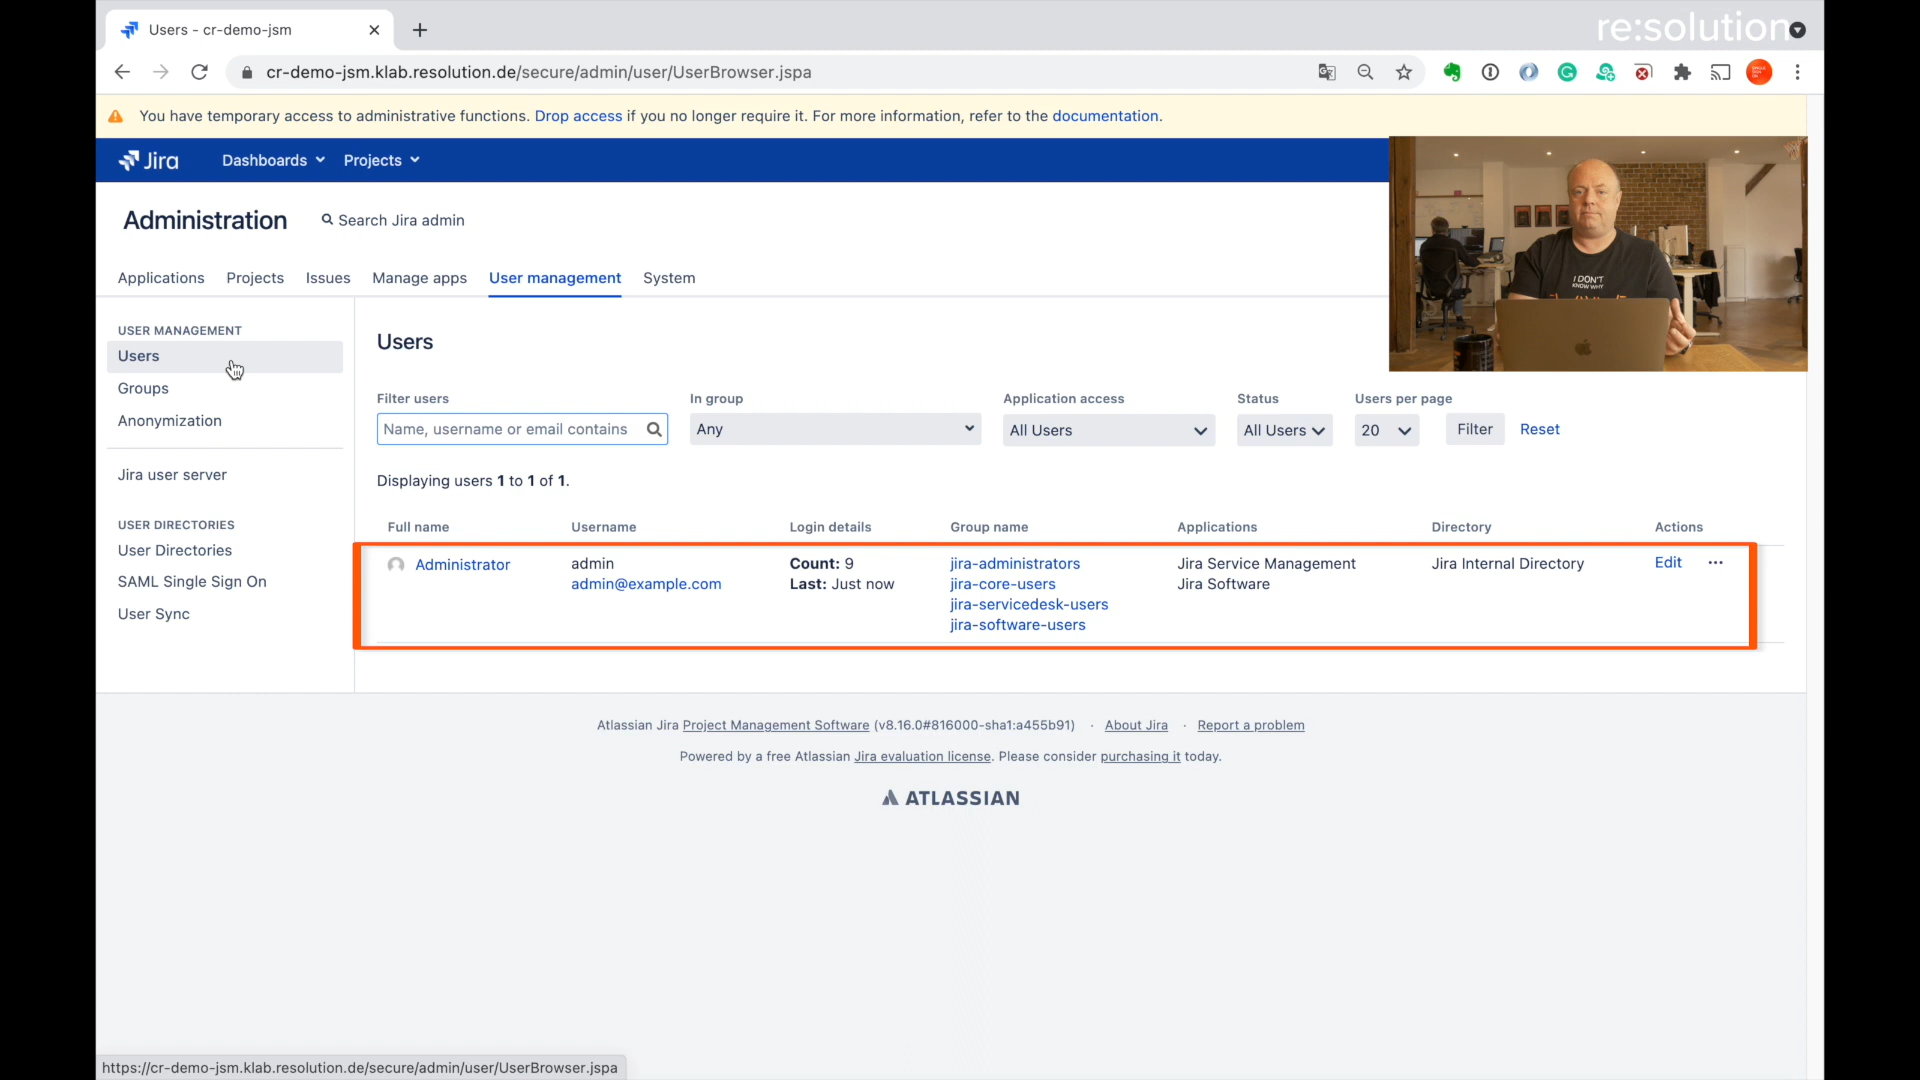 Users - cr-demo-jsm
re:solution
cr-demo-jsm.klab.resolution.de/secure/admin/user/UserBrowser.jspa
You have temporary access to administrative functions. Drop access if you no longer require it. For more information, refer to the documentation.
Jira Dashboards Projects
Administration Search Jira admin
Applications Projects Issues Manage apps User management System
I DON'T
KNOW WHY
USER MANAGEMENT
Users
Groups
Anonymization
Jira user server
USER DIRECTORIES
User Directories
SAML Single Sign On
User Sync
Users
Filter users In group Application access Status Users per page
Name, username or email contains Any All Users All Users 20 Filter Reset
Displaying users 1 to 1 of 1.
Full name Username Login details Group name Applications Directory Actions
Administrator admin Count: 9 jira-administrators Jira Service Management Jira Internal Directory Edit ...
admin@example.com Last: Just now jira-core-users Jira Software
jira-servicedesk-users
jira-software-users
Atlassian Jira Project Management Software (v8.16.0#816000-sha1:a455b91) · About Jira · Report a problem
Powered by a free Atlassian Jira evaluation license. Please consider purchasing it today.
ATLASSIAN
https://cr-demo-jsm.klab.resolution.de/secure/admin/user/UserBrowser.jspa